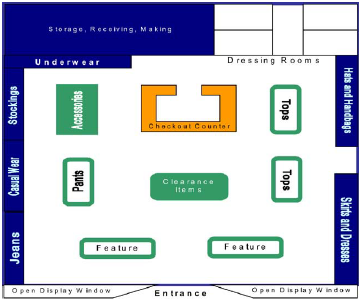 Storage, Receiving, Making
Underwear
Dressing Rooms
Stockings
Accessories
Checkout Counter
Tops
Hats and Handbags
Casual Wear
Pants
Clearance
Items
Tops
Skirts and Dresses
Jeans
Feature
Feature
Open Display Window
Entrance
Open Display Window